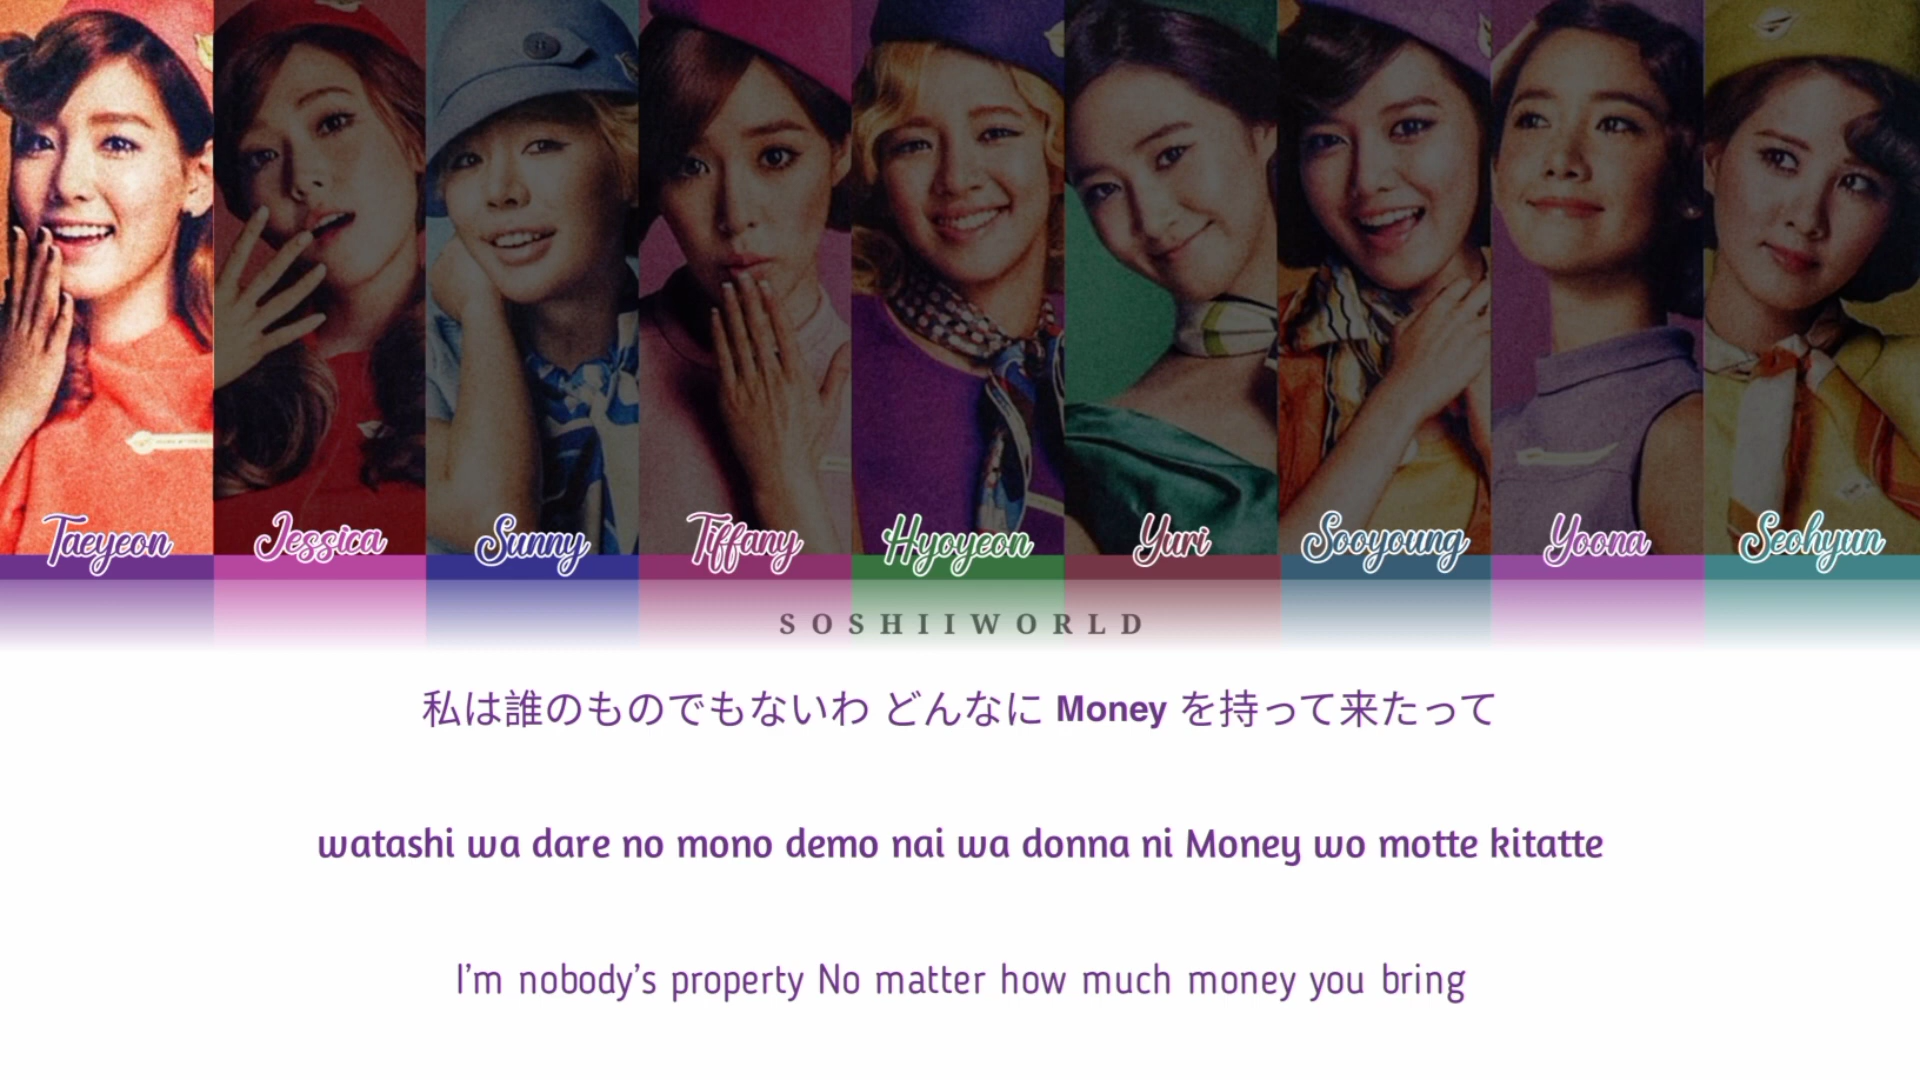 Taeyeon Jessica Sunny Tiffany Hyoyeon Yuri Sooyoung Yoona Seohyun
SOSHIIWORLD
私は誰のものでもないわ どんなに Money を持って来たって
watashi wa dare no mono demo nai wa donna ni Money wo motte kitatte
I'm nobody's property No matter how much money you bring